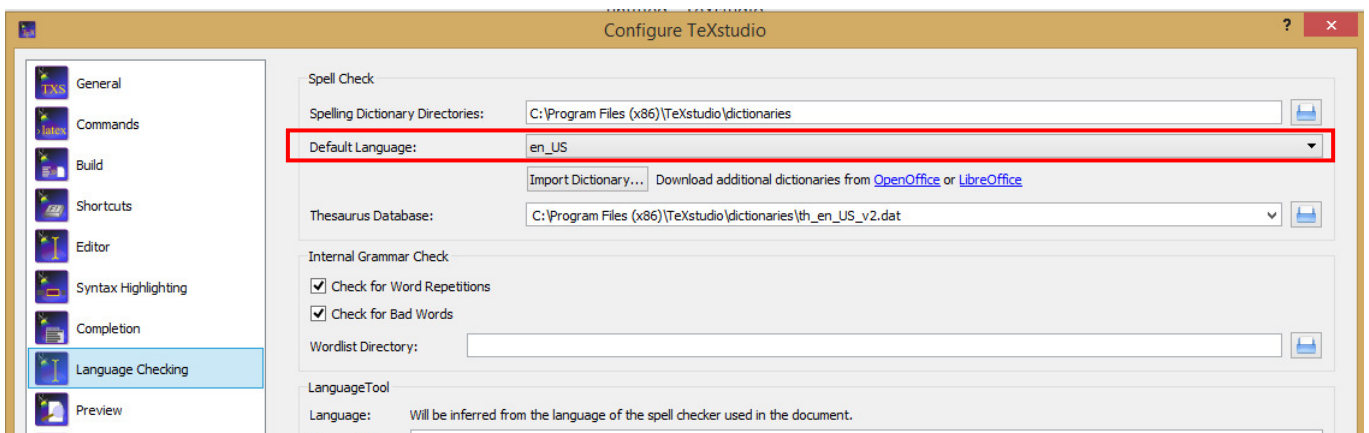 Configure TeXstudio
?
×
General
Commands
Build
Shortcuts
Editor
Syntax Highlighting
Completion
Language Checking
Preview
Spell Check
Spelling Dictionary Directories: C:\Program Files (x86)\TeXstudio\dictionaries
Default Language: en_US
Import Dictionary... Download additional dictionaries from OpenOffice or LibreOffice
Thesaurus Database: C:\Program Files (x86)\TeXstudio\dictionaries\th_en_US_v2.dat
Internal Grammar Check
Check for Word Repetitions
Check for Bad Words
Wordlist Directory:
LanguageTool
Language: Will be inferred from the language of the spell checker used in the document.